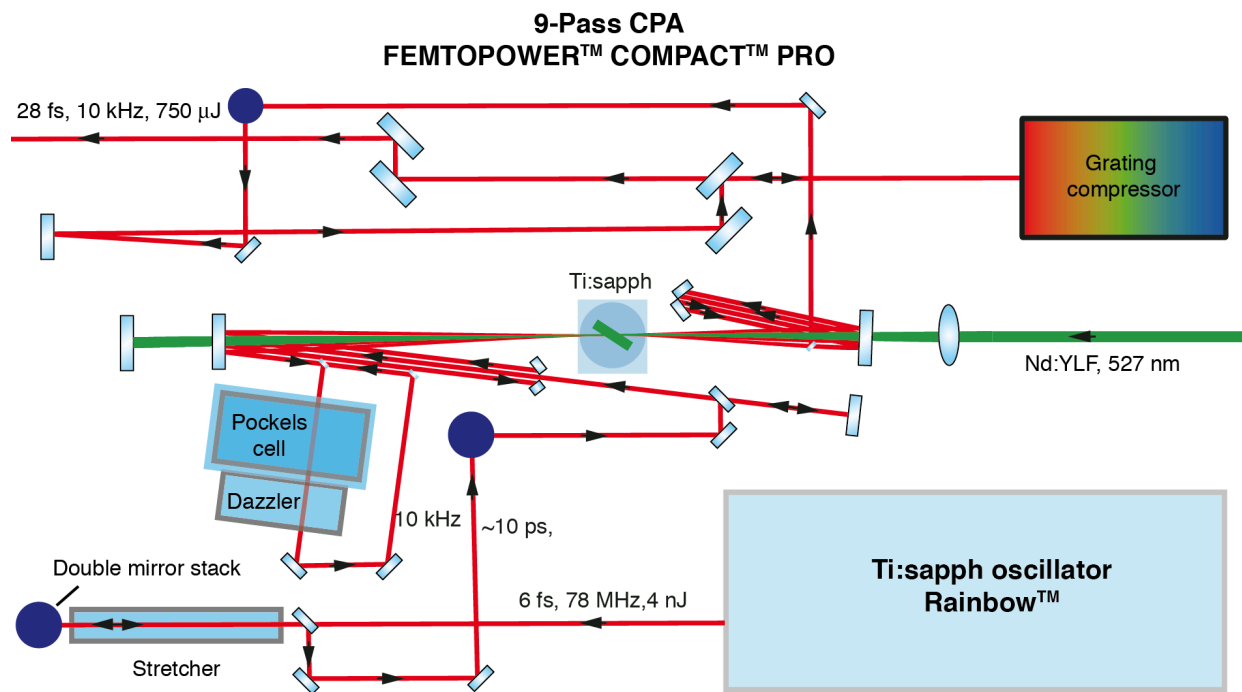 9-Pass CPA
FEMTOPOWER™ COMPACT™ PRO
28 fs, 10 kHz, 750 µJ
Grating
compressor
Ti:sapph
Nd:YLF, 527 nm
Pockels
cell
Dazzler
10 kHz
~10 ps,
Double mirror stack
6 fs, 78 MHz,4 nJ
Ti:sapph oscillator
Rainbow™
Stretcher